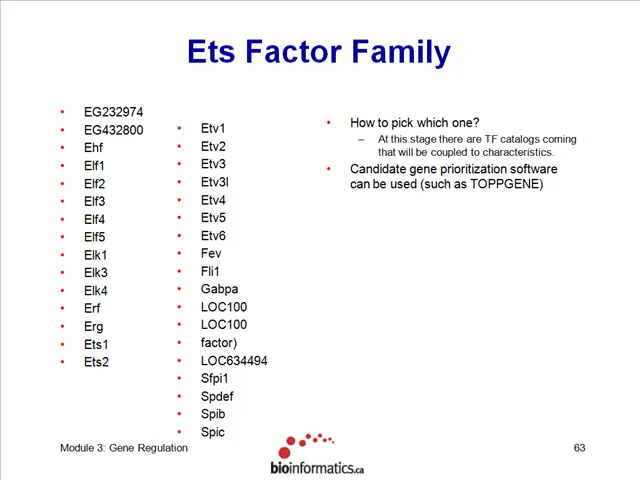 Ets Factor Family
• EG232974
• EG432800
• Ehf
• Elf1
• Elf2
• Elf3
• Elf4
• Elf5
• Elk1
• Elk3
• Elk4
• Erf
• Erg
• Ets1
• Ets2
• Etv1
• Etv2
• Etv3
• Etv3l
• Etv4
• Etv5
• Etv6
• Fev
• Fli1
• Gabpa
• LOC100
• LOC100
• factor)
• LOC634494
• Sfpi1
• Spdef
• Spib
• Spic
• How to pick which one?
– At this stage there are TF catalogs coming
that will be coupled to characteristics.
• Candidate gene prioritization software
can be used (such as TOPPGENE)
Module 3: Gene Regulation
bioinformatics.ca
63